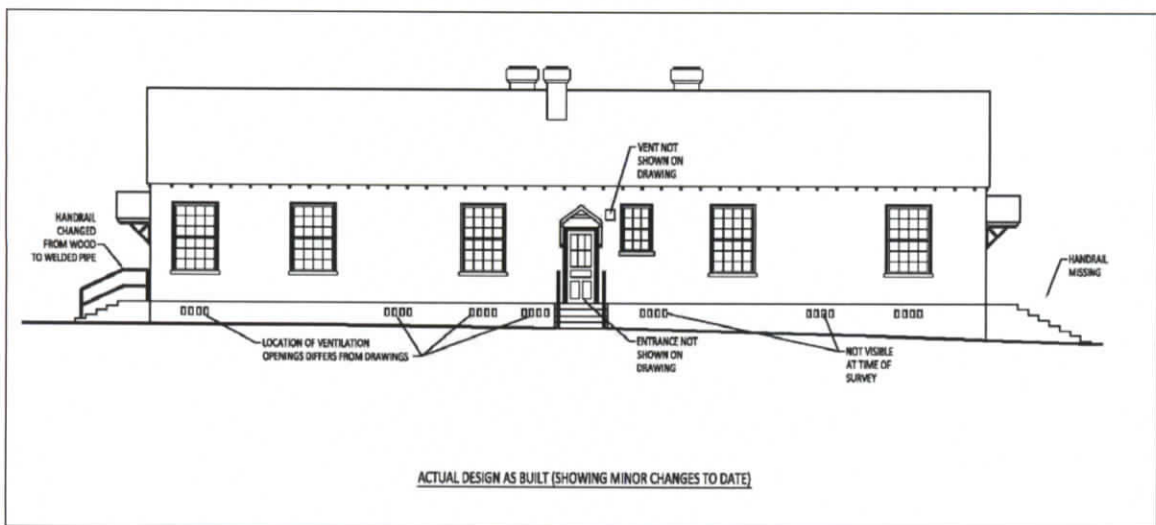 VENT NOT
SHOWN ON
DRAWING
HANDRAIL
CHANGED
FROM WOOD
TO WELDED PIPE
HANDRAIL
MISSING
LOCATION OF VENTILATION
OPENINGS DIFFERS FROM DRAWINGS
ENTRANCE NOT
SHOWN ON
DRAWING
NOT VISIBLE
AT TIME OF
SURVEY
ACTUAL DESIGN AS BUILT (SHOWING MINOR CHANGES TO DATE)